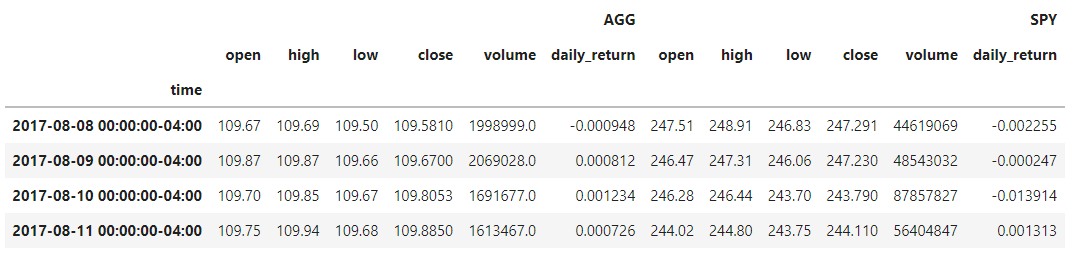 AGG SPY
open high low close volume daily_return open high low close volume daily_return
time
2017-08-08 00:00:00-04:00 109.67 109.69 109.50 109.5810 1998999.0 -0.000948 247.51 248.91 246.83 247.291 44619069 -0.002255
2017-08-09 00:00:00-04:00 109.87 109.87 109.66 109.6700 2069028.0 0.000812 246.47 247.31 246.06 247.230 48543032 -0.000247
2017-08-10 00:00:00-04:00 109.70 109.85 109.67 109.8053 1691677.0 0.001234 246.28 246.44 243.70 243.790 87857827 -0.013914
2017-08-11 00:00:00-04:00 109.75 109.94 109.68 109.8850 1613467.0 0.000726 244.02 244.80 243.75 244.110 56404847 0.001313